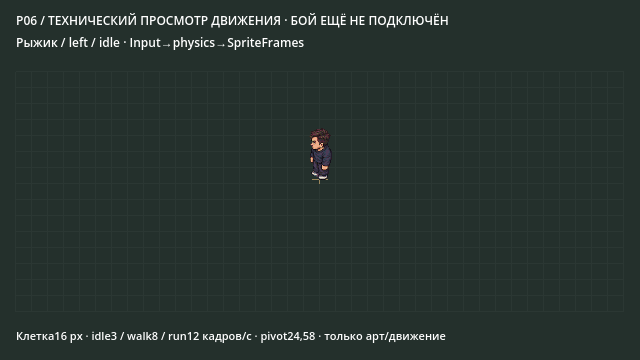 P06 / ТЕХНИЧЕСКИЙ ПРОСМОТР ДВИЖЕНИЯ · БОЙ ЕЩЁ НЕ ПОДКЛЮЧЁН
Рыжик / left / idle · Input→physics→SpriteFrames
Клетка16 px · idle3 / walk8 / run12 кадров/с · pivot24,58 · только арт/движение